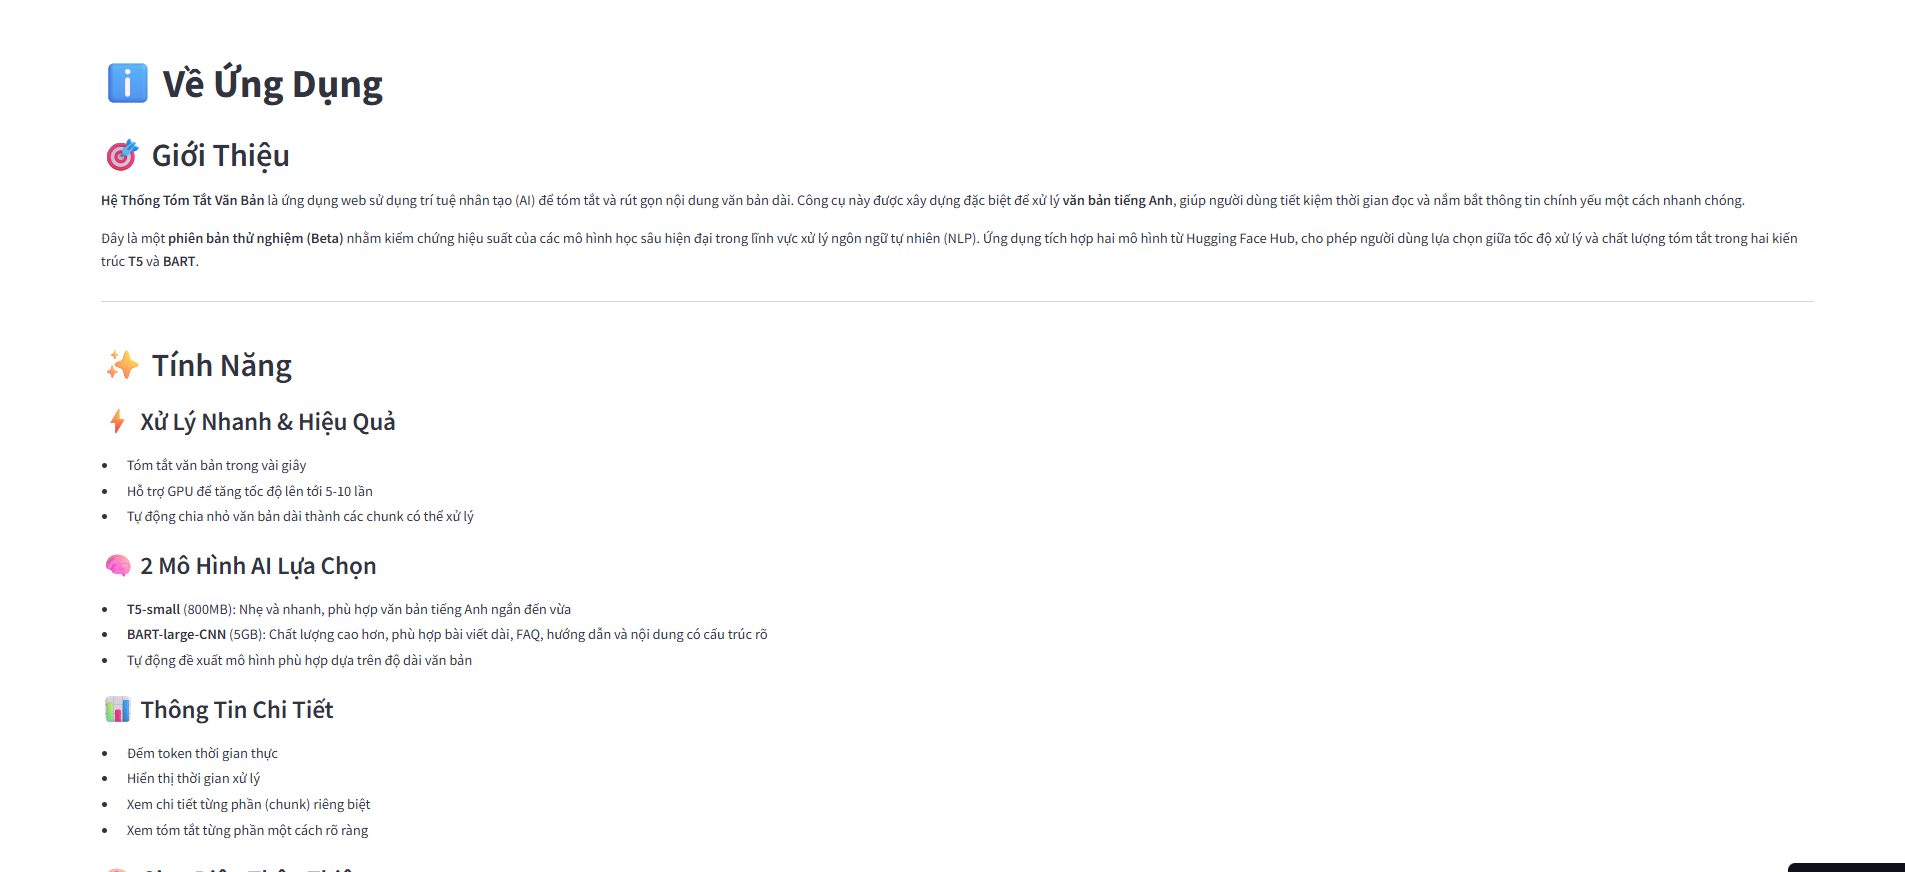 Về Ứng Dụng
Giới Thiệu
Hệ Thống Tóm Tắt Văn Bản là ứng dụng web sử dụng trí tuệ nhân tạo (AI) để tóm tắt và rút gọn nội dung văn bản dài. Công cụ này được xây dựng đặc biệt để xử lý văn bản tiếng Anh, giúp người dùng tiết kiệm thời gian đọc và nắm bắt thông tin chính yếu một cách nhanh chóng.
Đây là một phiên bản thử nghiệm (Beta) nhằm kiểm chứng hiệu suất của các mô hình học sâu hiện đại trong lĩnh vực xử lý ngôn ngữ tự nhiên (NLP). Ứng dụng tích hợp hai mô hình từ Hugging Face Hub, cho phép người dùng lựa chọn giữa tốc độ xử lý và chất lượng tóm tắt trong hai kiến
trúc T5 và BART.
Tính Năng
Xử Lý Nhanh & Hiệu Quả
Tóm tắt văn bản trong vài giây
Hỗ trợ GPU để tăng tốc độ lên tới 5-10 lần
Tự động chia nhỏ văn bản dài thành các chunk có thể xử lý
2 Mô Hình AI Lựa Chọn
T5-small (800MB): Nhẹ và nhanh, phù hợp văn bản tiếng Anh ngắn đến vừa
BART-large-CNN (5GB): Chất lượng cao hơn, phù hợp bài viết dài, FAQ, hướng dẫn và nội dung có cấu trúc rõ
Tự động đề xuất mô hình phù hợp dựa trên độ dài văn bản
Thông Tin Chi Tiết
Đếm token thời gian thực
Hiển thị thời gian xử lý
Xem chi tiết từng phần (chunk) riêng biệt
Xem tóm tắt từng phần một cách rõ ràng